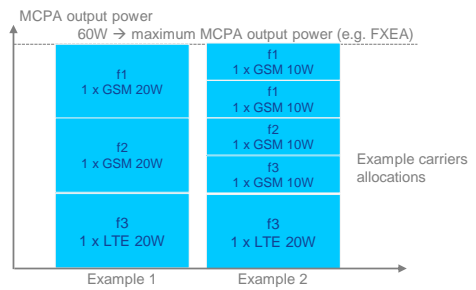 MCPA output power
60W → maximum MCPA output power (e.g. FXEA)
f1
1 x GSM 20W
f2
1 x GSM 20W
f3
1 x LTE 20W
f1
1 x GSM 10W
f1
1 x GSM 10W
f2
1 x GSM 10W
f3
1 x GSM 10W
f3
1 x LTE 20W
Example carriers
allocations
Example 1
Example 2